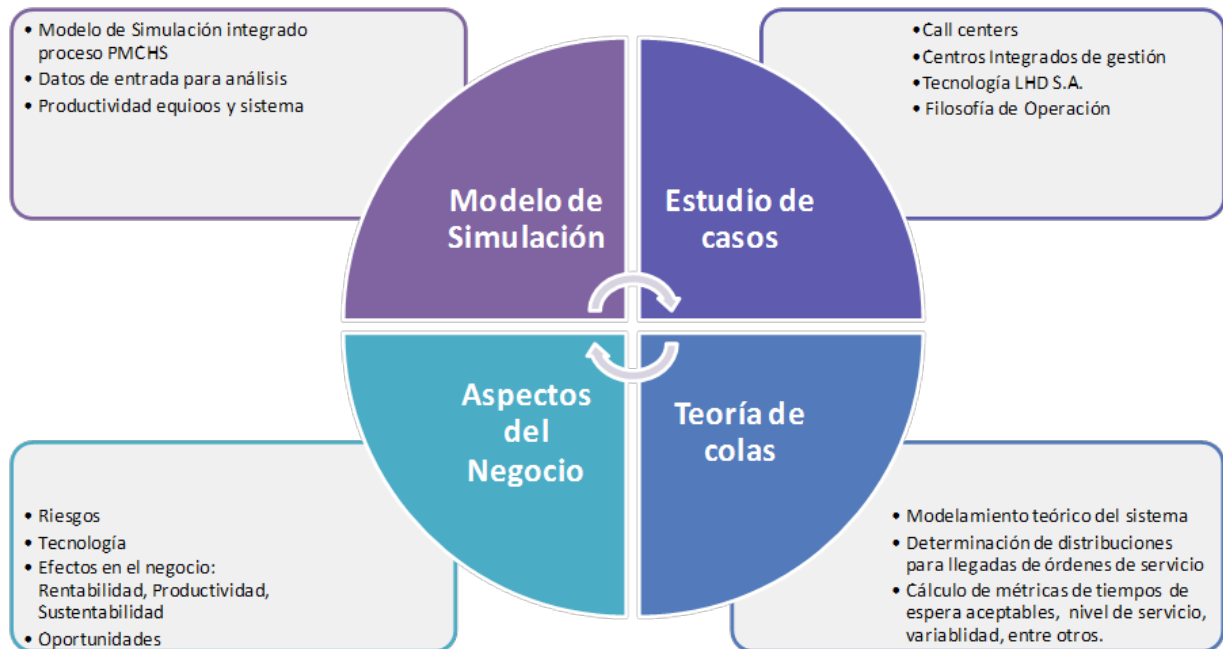 • Modelo de Simulación integrado
proceso PMCHS
• Datos de entrada para análisis
• Productividad equioos y sistema
• Call centers
• Centros Integrados de gestión
• Tecnología LHD S.A.
• Filosofía de Operación
Modelo de
Simulación
Estudio de
casos
Aspectos
del
Negocio
Teoría de
colas
• Riesgos
• Tecnología
• Efectos en el negocio:
Rentabilidad, Productividad,
Sustentabilidad
• Oportunidades
• Modelamiento teórico del sistema
• Determinación de distribuciones
para llegadas de órdenes de servicio
• Cálculo de métricas de tiempos de
espera aceptables, nivel de servicio,
variablidad, entre otros.